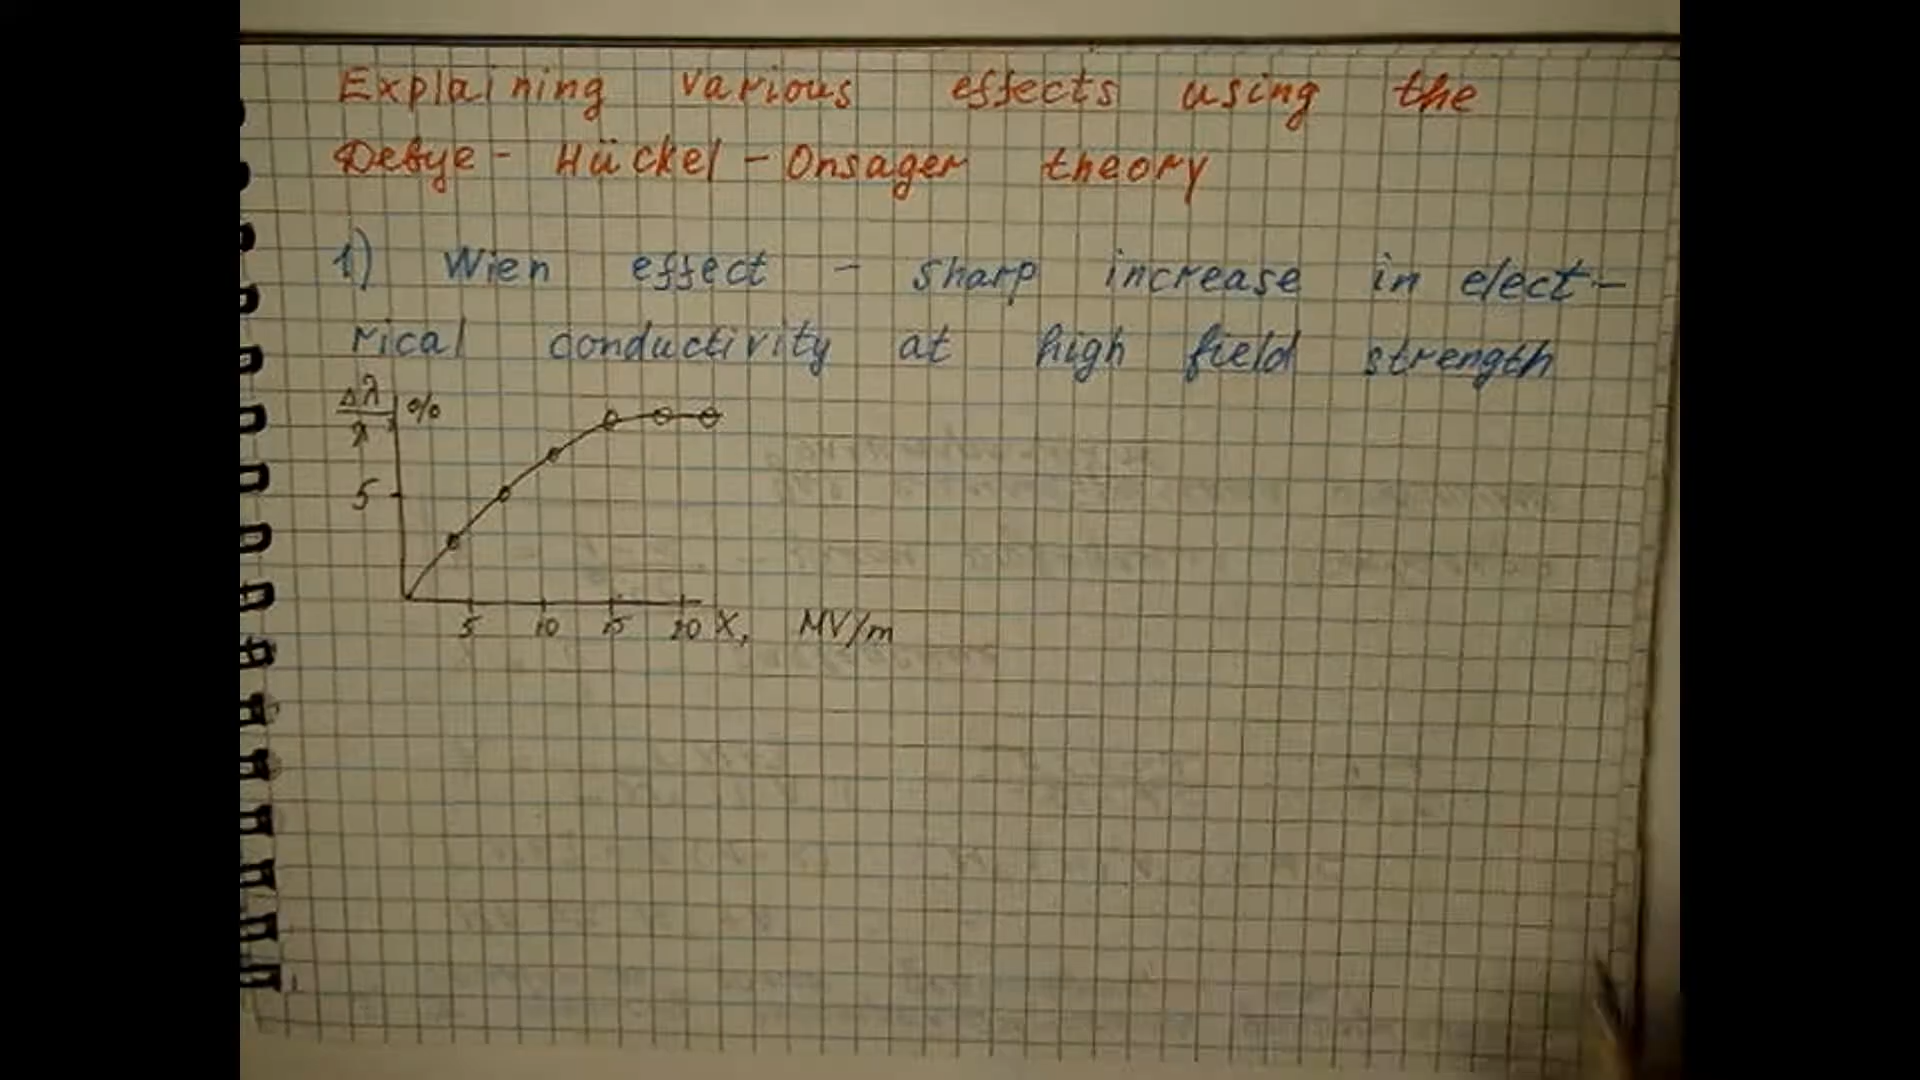 Explaining various effects using the
Debye - Hückel - Onsager theory
1) Wien effect - sharp increase in elect-
rical conductivity at high field strength
Δλ/λ %
5
5 10 15 20 X, MV/m